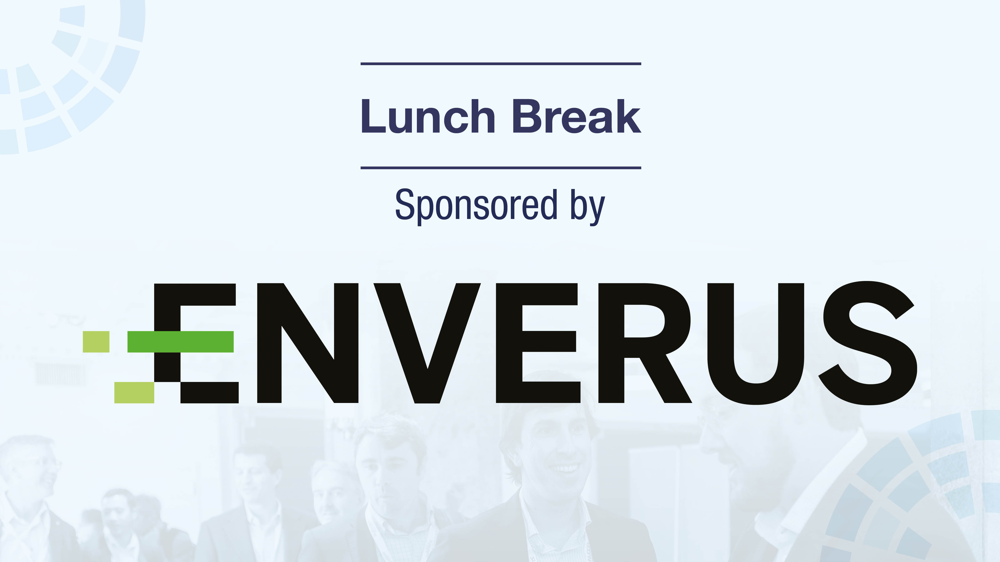 Lunch Break
Sponsored by
ENVERUS